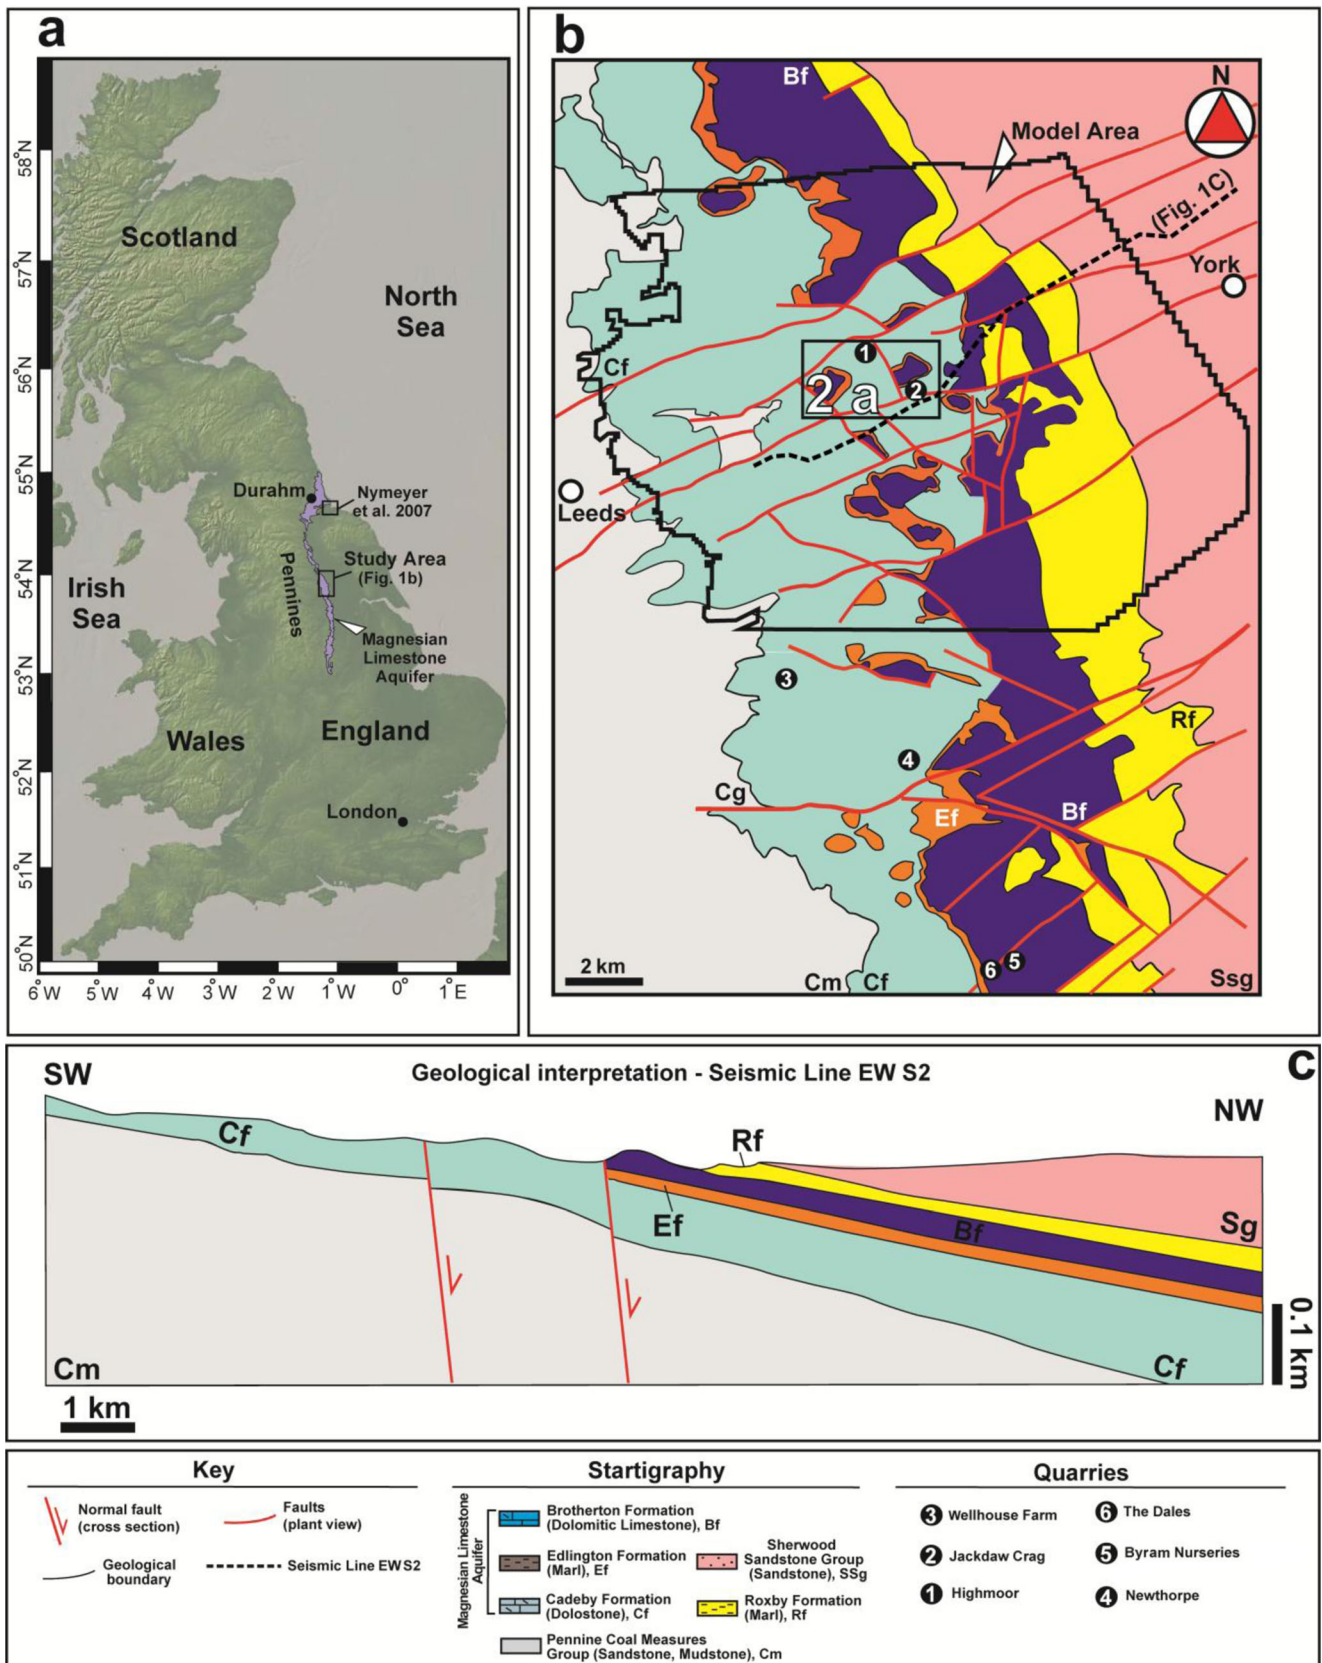 a
58°N
57°N
56°N
55°N
54°N
53°N
52°N
51°N
50°N
6°W
5°W
4°W
3°W
2°W
1°W
0°
1°E
Scotland
North
Sea
Durahm
Nymeyer
et al. 2007
Pennines
Study Area
(Fig. 1b)
Irish
Sea
Magnesian
Limestone
Aquifer
Wales
England
London
b
Bf
N
Model Area
(Fig. 1C)
York
Cf
1
2
2a
Leeds
3
Rf
4
Cg
Ef
Bf
6
5
2 km
Cm
Cf
Ssg
c
SW
Geological interpretation - Seismic Line EW S2
NW
Cf
Rf
Ef
Bf
Sg
Cm
Cf
0.1 km
1 km
Key
Normal fault
(cross section)
Faults
(plant view)
Geological
boundary
Seismic Line EWS2
Startigraphy
Magnesian Limestone
Aquifer
Brotherton Formation
(Dolomitic Limestone), Bf
Edlington Formation
(Marl), Ef
Sherwood
Sandstone Group
(Sandstone), SSg
Cadeby Formation
(Dolostone), Cf
Roxby Formation
(Marl), Rf
Pennine Coal Measures
Group (Sandstone, Mudstone), Cm
Quarries
3 Wellhouse Farm
6 The Dales
2 Jackdaw Crag
5 Byram Nurseries
1 Highmoor
4 Newthorpe